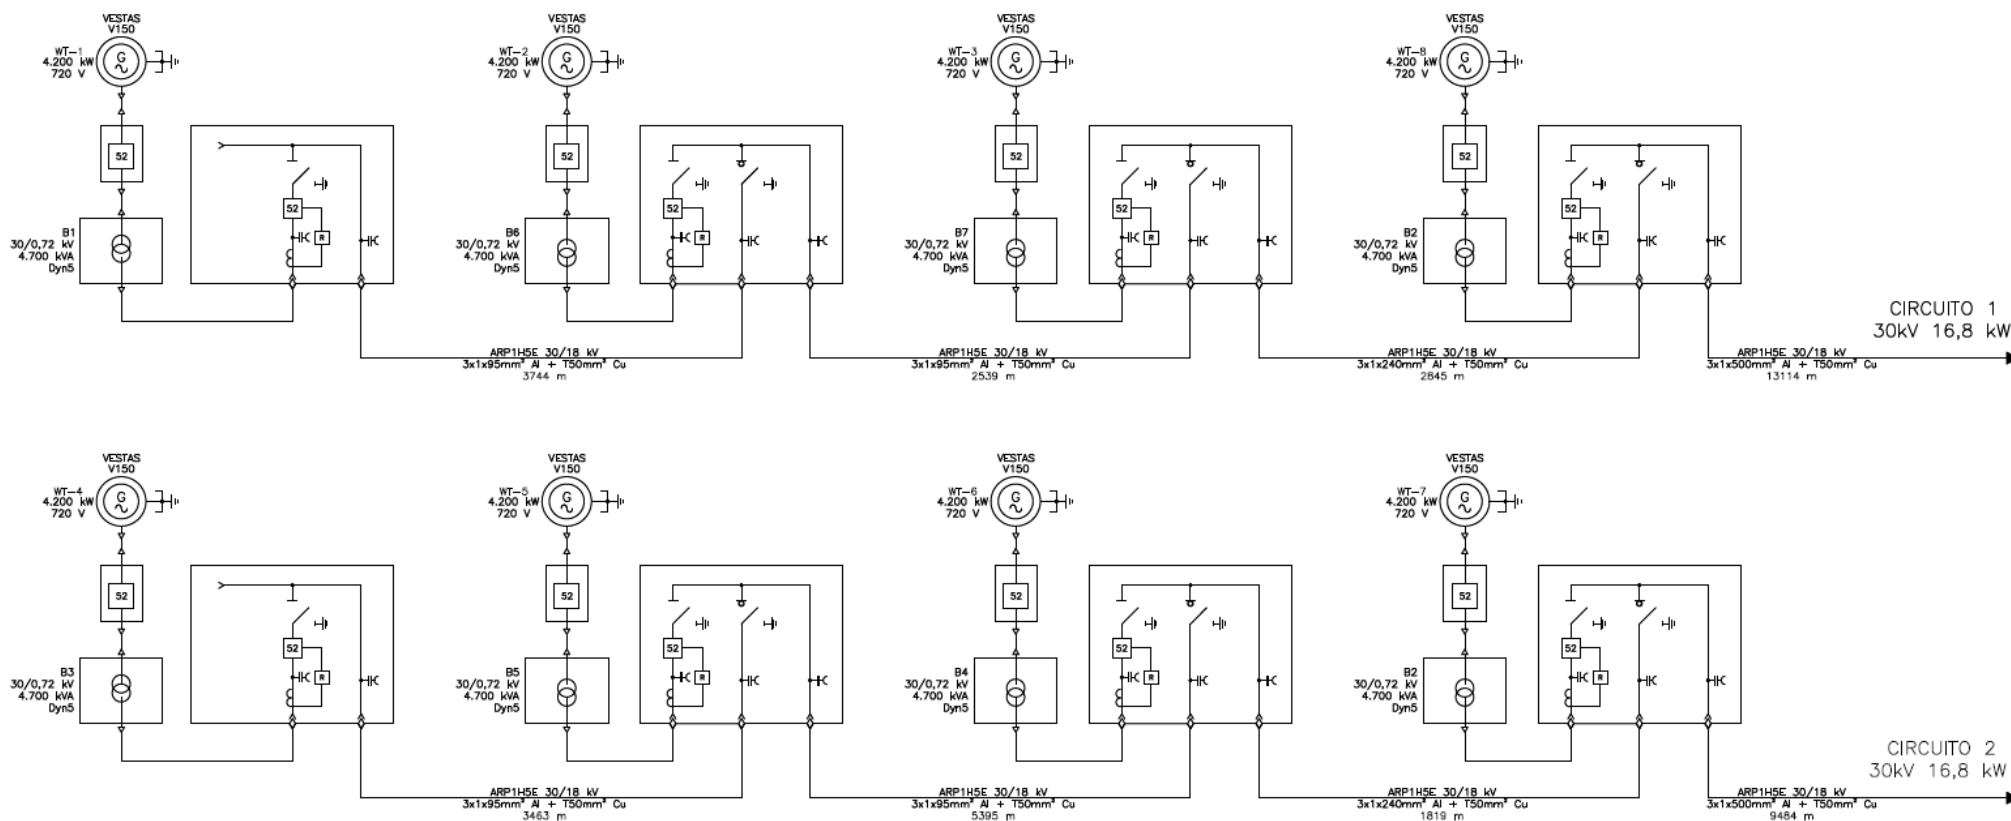 VESTAS
V150
WT-1
4.200 kW
720 V
G
52
B1
30/0,72 kV
4.700 kVA
Dyn5
52
R
ARP1H5E 30/18 kV
3x1x95mm² Al + T50mm² Cu
3744 m
VESTAS
V150
WT-2
4.200 kW
720 V
G
52
B6
30/0,72 kV
4.700 kVA
Dyn5
52
R
ARP1H5E 30/18 kV
3x1x95mm² Al + T50mm² Cu
2539 m
VESTAS
V150
WT-3
4.200 kW
720 V
G
52
B7
30/0,72 kV
4.700 kVA
Dyn5
52
R
ARP1H5E 30/18 kV
3x1x240mm² Al + T50mm² Cu
2845 m
VESTAS
V150
WT-8
4.200 kW
720 V
G
52
B2
30/0,72 kV
4.700 kVA
Dyn5
52
R
ARP1H5E 30/18 kV
3x1x500mm² Al + T50mm² Cu
13114 m
CIRCUITO 1
30kV 16,8 kW
VESTAS
V150
WT-4
4.200 kW
720 V
G
52
B3
30/0,72 kV
4.700 kVA
Dyn5
52
R
ARP1H5E 30/18 kV
3x1x95mm² Al + T50mm² Cu
3463 m
VESTAS
V150
WT-5
4.200 kW
720 V
G
52
B5
30/0,72 kV
4.700 kVA
Dyn5
52
R
ARP1H5E 30/18 kV
3x1x95mm² Al + T50mm² Cu
5395 m
VESTAS
V150
WT-6
4.200 kW
720 V
G
52
B4
30/0,72 kV
4.700 kVA
Dyn5
52
R
ARP1H5E 30/18 kV
3x1x240mm² Al + T50mm² Cu
1819 m
VESTAS
V150
WT-7
4.200 kW
720 V
G
52
B2
30/0,72 kV
4.700 kVA
Dyn5
52
R
ARP1H5E 30/18 kV
3x1x500mm² Al + T50mm² Cu
9484 m
CIRCUITO 2
30kV 16,8 kW